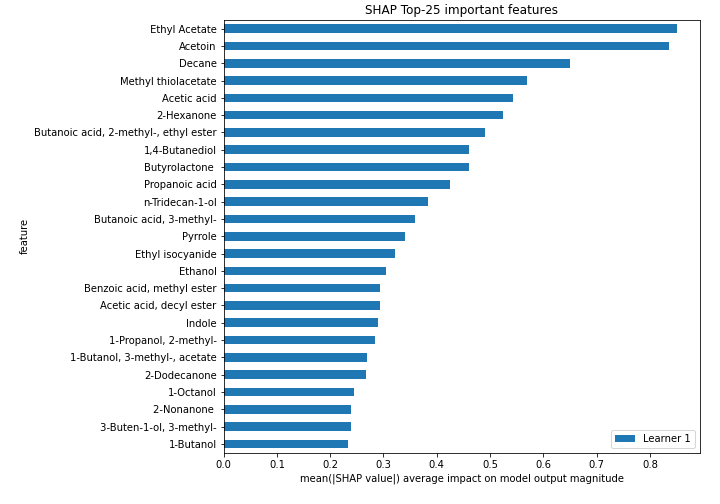 SHAP Top-25 important features
Ethyl Acetate
Acetoin
Decane
Methyl thiolacetate
Acetic acid
2-Hexanone
Butanoic acid, 2-methyl-, ethyl ester
1,4-Butanediol
Butyrolactone
Propanoic acid
n-Tridecan-1-ol
Butanoic acid, 3-methyl-
Pyrrole
Ethyl isocyanide
Ethanol
Benzoic acid, methyl ester
Acetic acid, decyl ester
Indole
1-Propanol, 2-methyl-
1-Butanol, 3-methyl-, acetate
2-Dodecanone
1-Octanol
2-Nonanone
3-Buten-1-ol, 3-methyl-
1-Butanol
feature
Learner 1
0.0 0.1 0.2 0.3 0.4 0.5 0.6 0.7 0.8
mean(|SHAP value|) average impact on model output magnitude